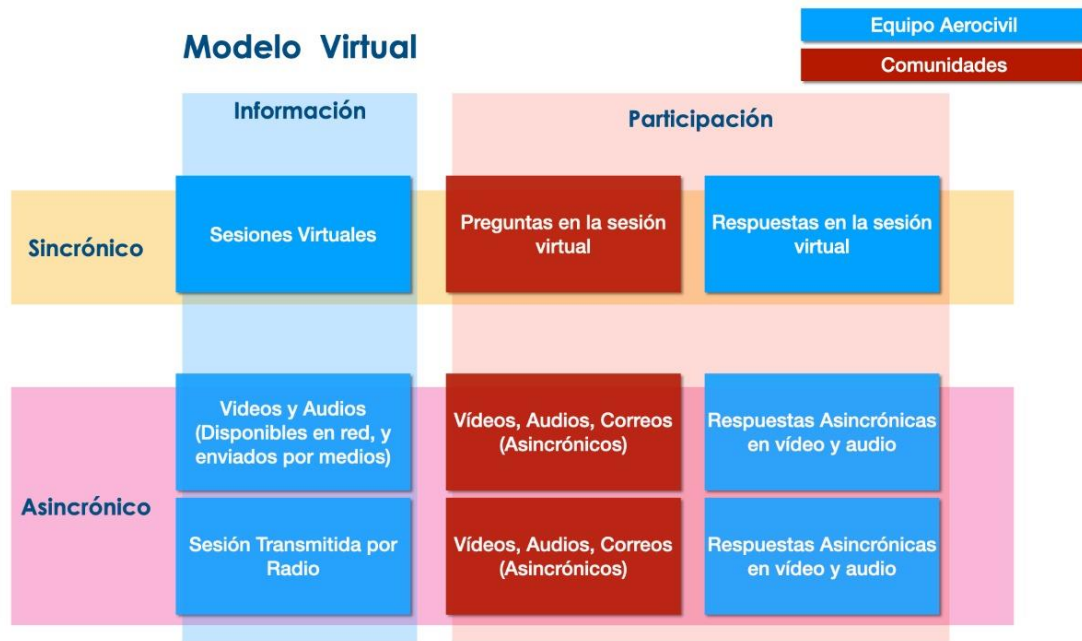 Modelo Virtual
Equipo Aerocivil
Comunidades
Información
Participación
Sincrónico
Sesiones Virtuales
Preguntas en la sesión
virtual
Respuestas en la sesión
virtual
Asincrónico
Videos y Audios
(Disponibles en red, y
enviados por medios)
Vídeos, Audios, Correos
(Asincrónicos)
Respuestas Asincrónicas
en vídeo y audio
Sesión Transmitida por
Radio
Vídeos, Audios, Correos
(Asincrónicos)
Respuestas Asincrónicas
en vídeo y audio